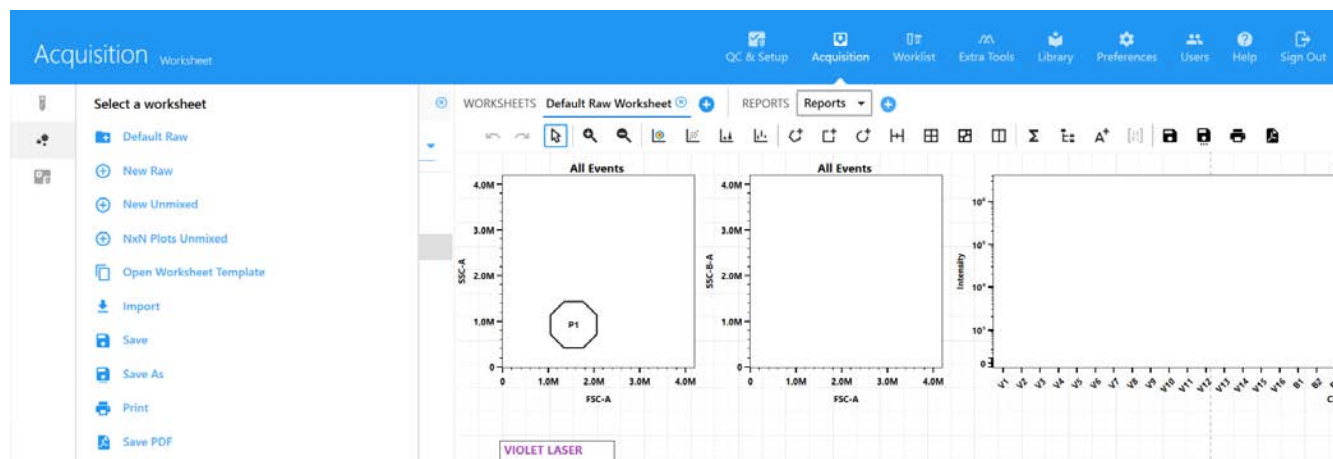 Acquisition Worksheet
QC & Setup Acquisition Worklist Extra Tools Library Preferences Users Help Sign Out
Select a worksheet
Default Raw
New Raw
New Unmixed
NxN Plots Unmixed
Open Worksheet Template
Import
Save
Save As
Print
Save PDF
WORKSHEETS Default Raw Worksheet REPORTS Reports
All Events
4.0M
3.0M
2.0M
1.0M
0
SSC-A
P1
0 1.0M 2.0M 3.0M 4.0M
FSC-A
All Events
4.0M
3.0M
2.0M
1.0M
0
SSC-B-A
0 1.0M 2.0M 3.0M 4.0M
FSC-A
Intensity
0
V1 V2 V3 V4 V5 V6 V7 V8 V9 V10 V11 V12 V13 V14 V15 V16 B1 B2
VIOLET LASER